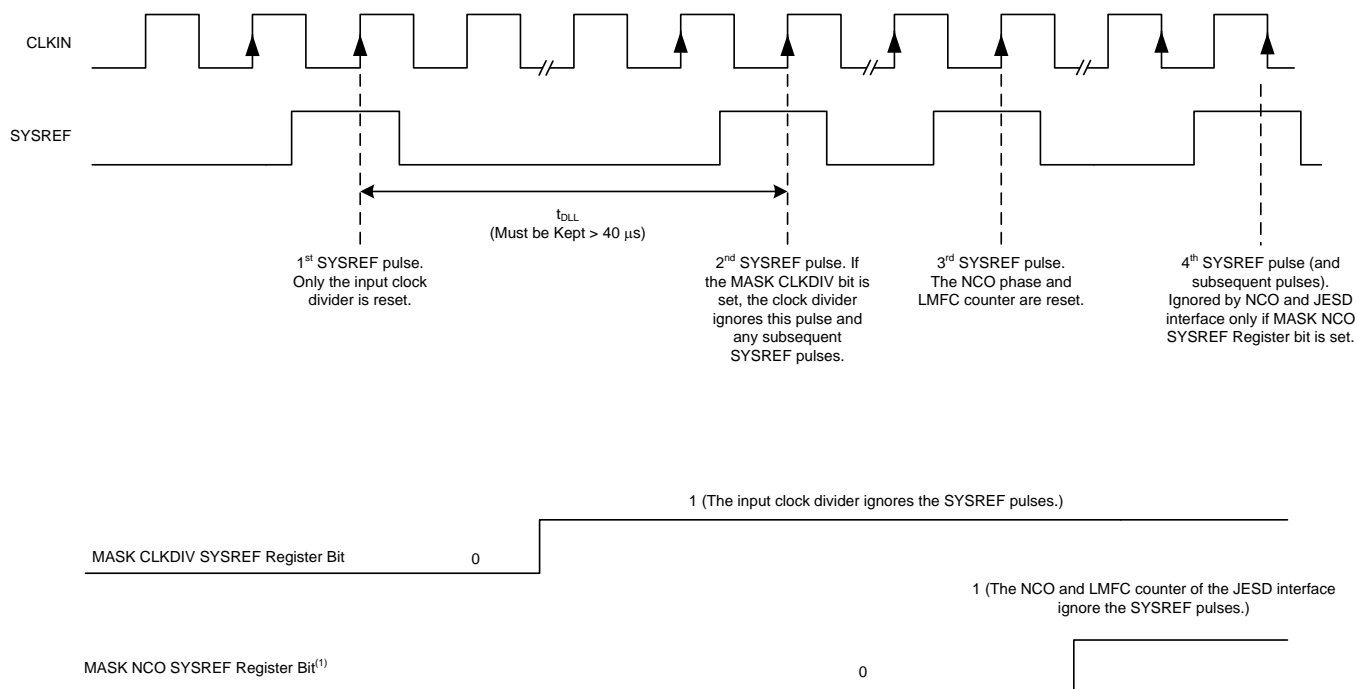 CLKIN
SYSREF
tDLL
(Must be Kept > 40 μs)
1st SYSREF pulse.
Only the input clock
divider is reset.
2nd SYSREF pulse. If
the MASK CLKDIV bit is
set, the clock divider
ignores this pulse and
any subsequent
SYSREF pulses.
3rd SYSREF pulse.
The NCO phase and
LMFC counter are reset.
4th SYSREF pulse (and
subsequent pulses).
Ignored by NCO and JESD
interface only if MASK NCO
SYSREF Register bit is set.
1 (The input clock divider ignores the SYSREF pulses.)
MASK CLKDIV SYSREF Register Bit
0
1 (The NCO and LMFC counter of the JESD interface
ignore the SYSREF pulses.)
MASK NCO SYSREF Register Bit(1)
0